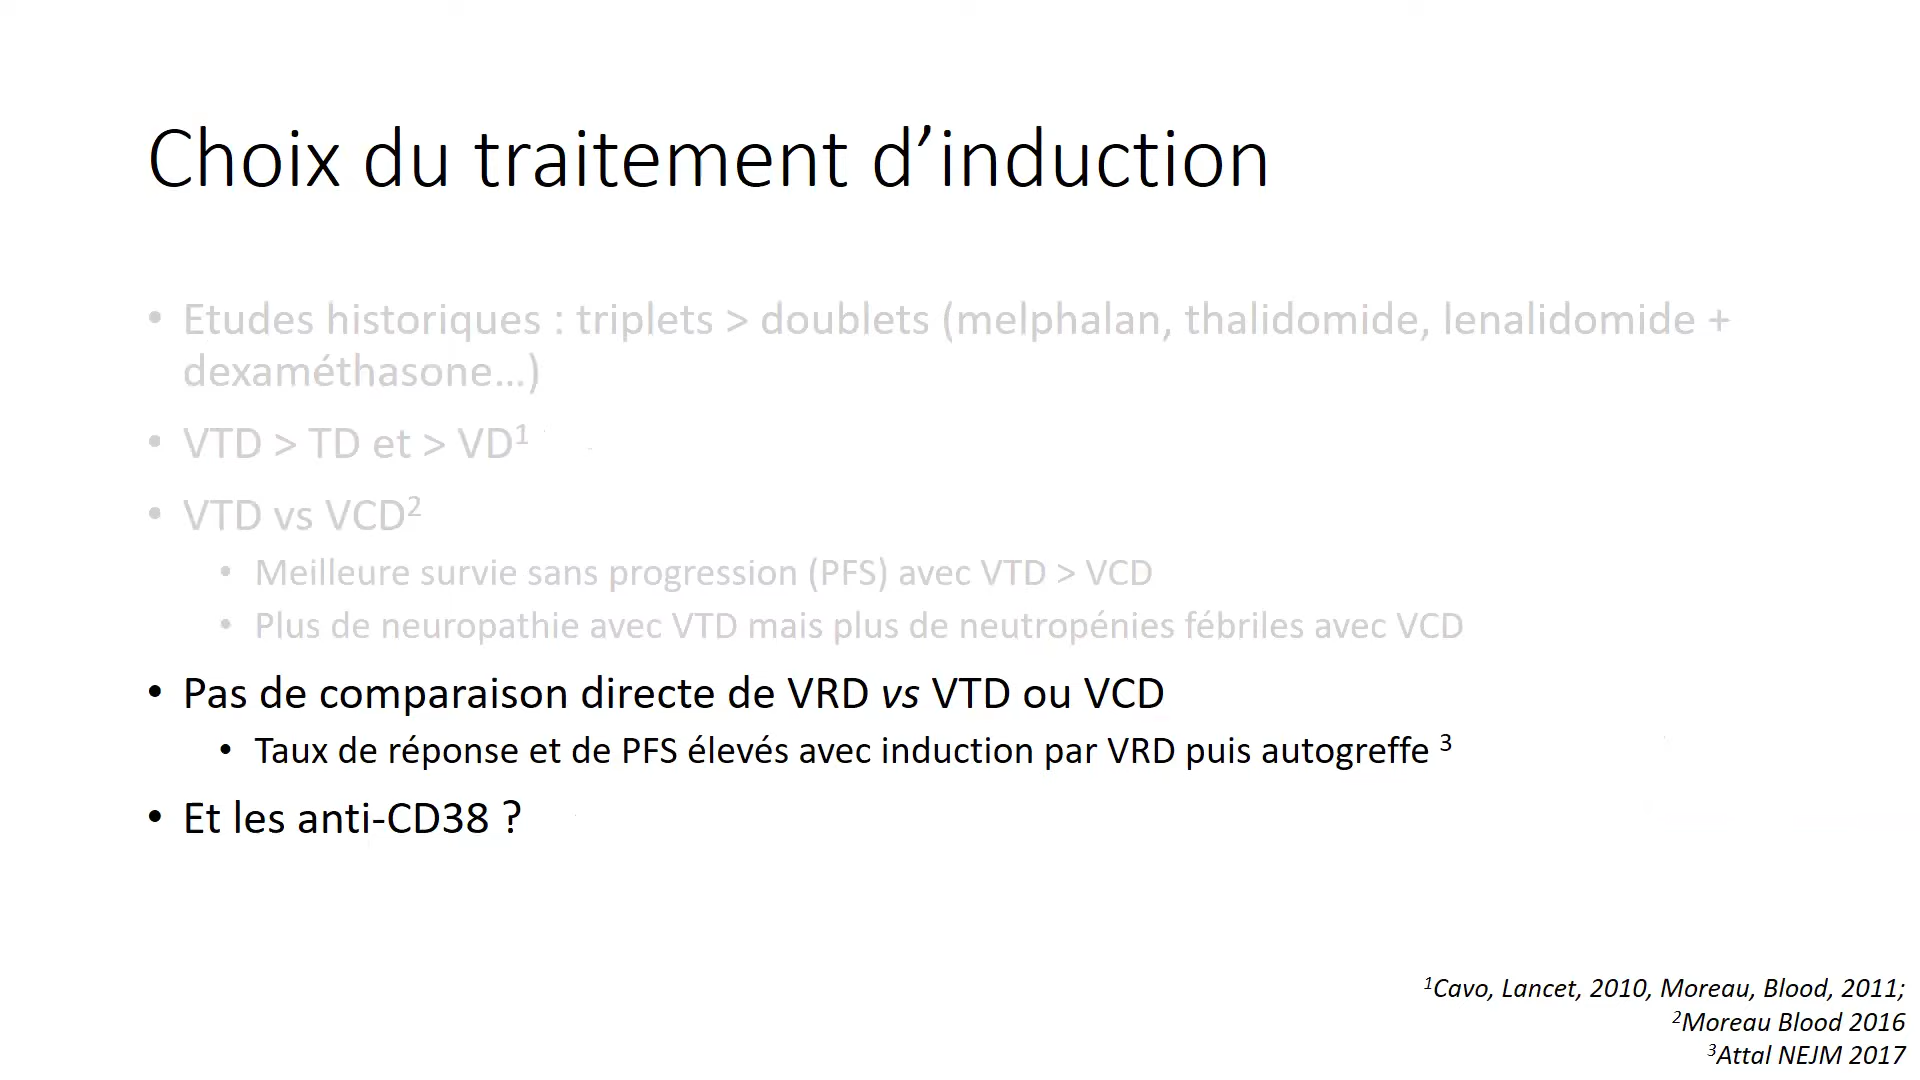 Choix du traitement d’induction
• Etudes historiques : triplets > doublets (melphalan, thalidomide, lenalidomide +
dexaméthasone…)
• VTD > TD et > VD¹
• VTD vs VCD²
• Meilleure survie sans progression (PFS) avec VTD > VCD
• Plus de neuropathie avec VTD mais plus de neutropénies fébriles avec VCD
• Pas de comparaison directe de VRD vs VTD ou VCD
• Taux de réponse et de PFS élevés avec induction par VRD puis autogreffe ³
• Et les anti-CD38 ?
¹Cavo, Lancet, 2010, Moreau, Blood, 2011;
²Moreau Blood 2016
³Attal NEJM 2017